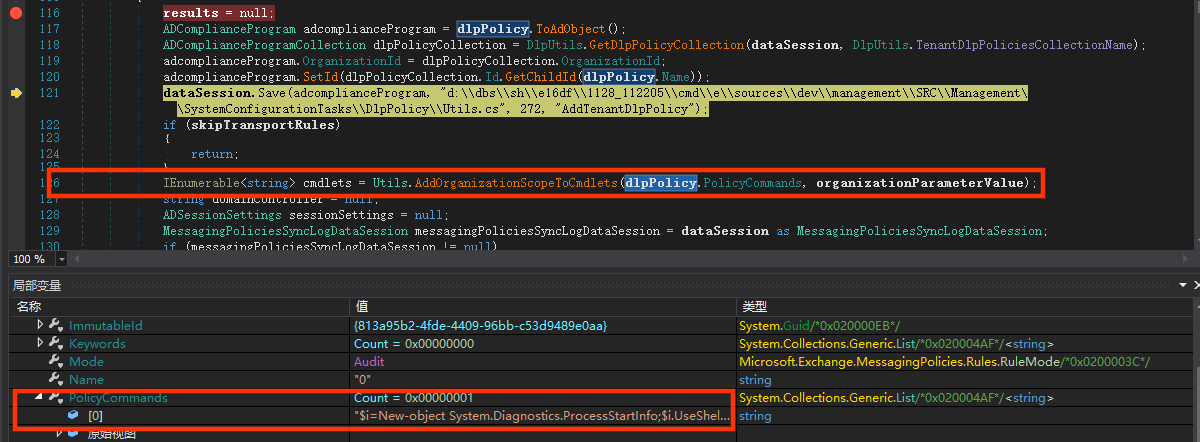 116 results = null;
117 ADComplianceProgram adcomplianceProgram = dlpPolicy.ToAdObject();
118 ADComplianceProgramCollection dlpPolicyCollection = DlpUtils.GetDlpPolicyCollection(dataSession, DlpUtils.TenantDlpPoliciesCollectionName);
119 adcomplianceProgram.OrganizationId = dlpPolicyCollection.OrganizationId;
120 adcomplianceProgram.SetId(dlpPolicyCollection.Id.GetChildId(dlpPolicy.Name));
121 dataSession.Save(adcomplianceProgram, "d:\\dbs\\sh\\e16df\\1128_112205\\cmd\\e\\sources\\dev\\management\\SRC\\Management\
\SystemConfigurationTasks\\DlpPolicy\\Utils.cs", 272, "AddTenantDlpPolicy");
122 if (skipTransportRules)
123 {
124 return;
125 }
126 IEnumerable<string> cmdlets = Utils.AddOrganizationScopeToCmdlets(dlpPolicy.PolicyCommands, organizationParameterValue);
127 string domainController = null;
128 ADSessionSettings sessionSettings = null;
129 MessagingPoliciesSyncLogDataSession messagingPoliciesSyncLogDataSession = dataSession as MessagingPoliciesSyncLogDataSession;
130 if (messagingPoliciesSyncLogDataSession != null)
100 %
局部变量
名称 值 类型
ImmutableId {813a95b2-4fde-4409-96bb-c53d9489e0aa} System.Guid/*0x020000EB*/
Keywords Count = 0x00000000 System.Collections.Generic.List/*0x020004AF*/<string>
Mode Audit Microsoft.Exchange.MessagingPolicies.Rules.RuleMode/*0x0200003C*/
Name "0" string
PolicyCommands Count = 0x00000001 System.Collections.Generic.List/*0x020004AF*/<string>
[0] "$i=New-object System.Diagnostics.ProcessStartInfo;$i.UseShel... string
原始视图